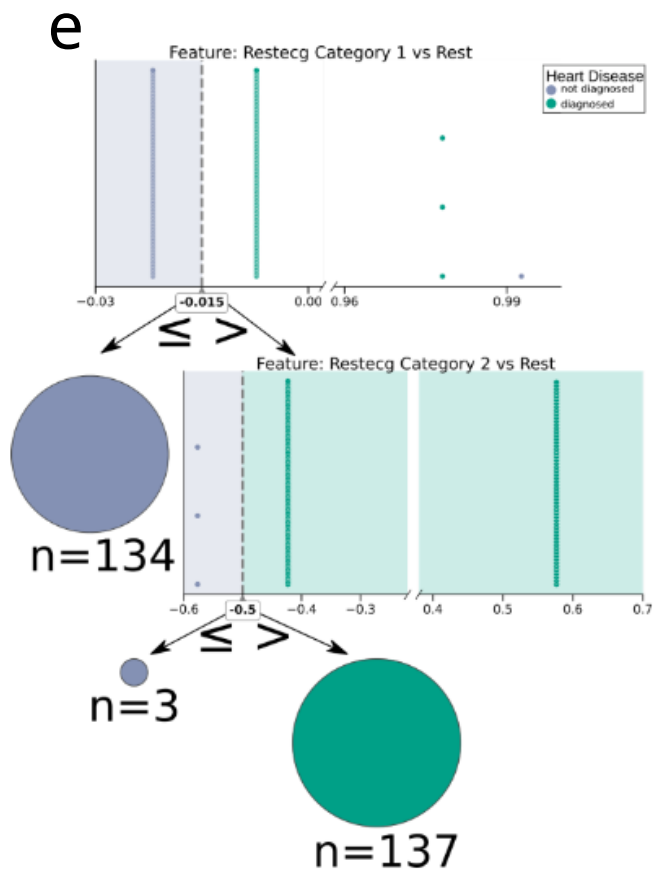 e
Feature: Restecg Category 1 vs Rest
Heart Disease
not diagnosed
diagnosed
−0.03 -0.015 0.00 0.96 0.99
≤ >
Feature: Restecg Category 2 vs Rest
n=134
−0.6 -0.5 −0.4 −0.3 0.4 0.5 0.6 0.7
≤ >
n=3
n=137